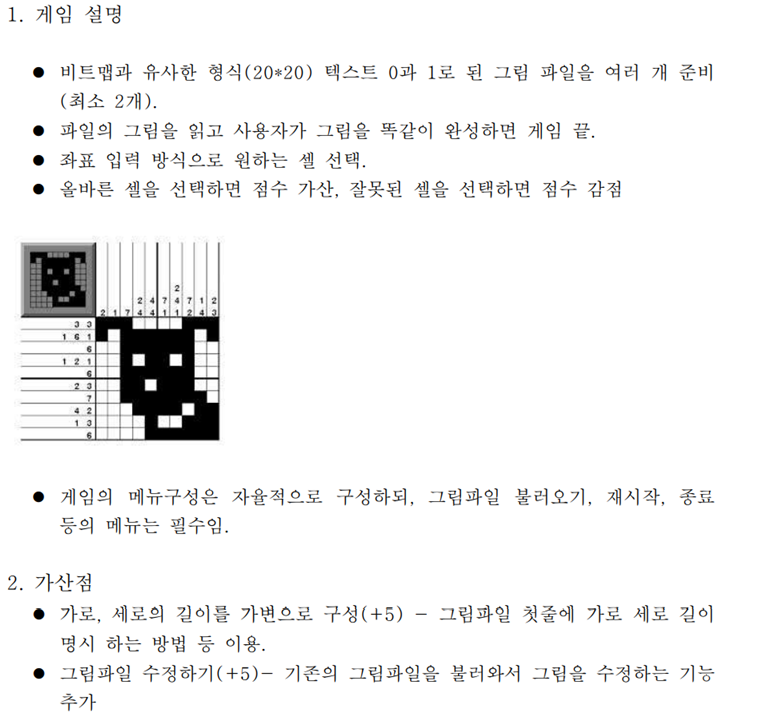 1. 게임 설명
● 비트맵과 유사한 형식(20*20) 텍스트 0과 1로 된 그림 파일을 여러 개 준비
(최소 2개).
● 파일의 그림을 읽고 사용자가 그림을 똑같이 완성하면 게임 끝.
● 좌표 입력 방식으로 원하는 셀 선택.
● 올바른 셀을 선택하면 점수 가산, 잘못된 셀을 선택하면 점수 감점
2
2 4 7 4 7 1 2
2 1 7 4 4 1 1 2 4 3
3 3
1 6 1
6
1 2 1
6
2 3
7
4 2
1 3
6
● 게임의 메뉴구성은 자율적으로 구성하되, 그림파일 불러오기, 재시작, 종료
등의 메뉴는 필수임.
2. 가산점
● 가로, 세로의 길이를 가변으로 구성(+5) - 그림파일 첫줄에 가로 세로 길이
명시 하는 방법 등 이용.
● 그림파일 수정하기(+5)- 기존의 그림파일을 불러와서 그림을 수정하는 기능
추가